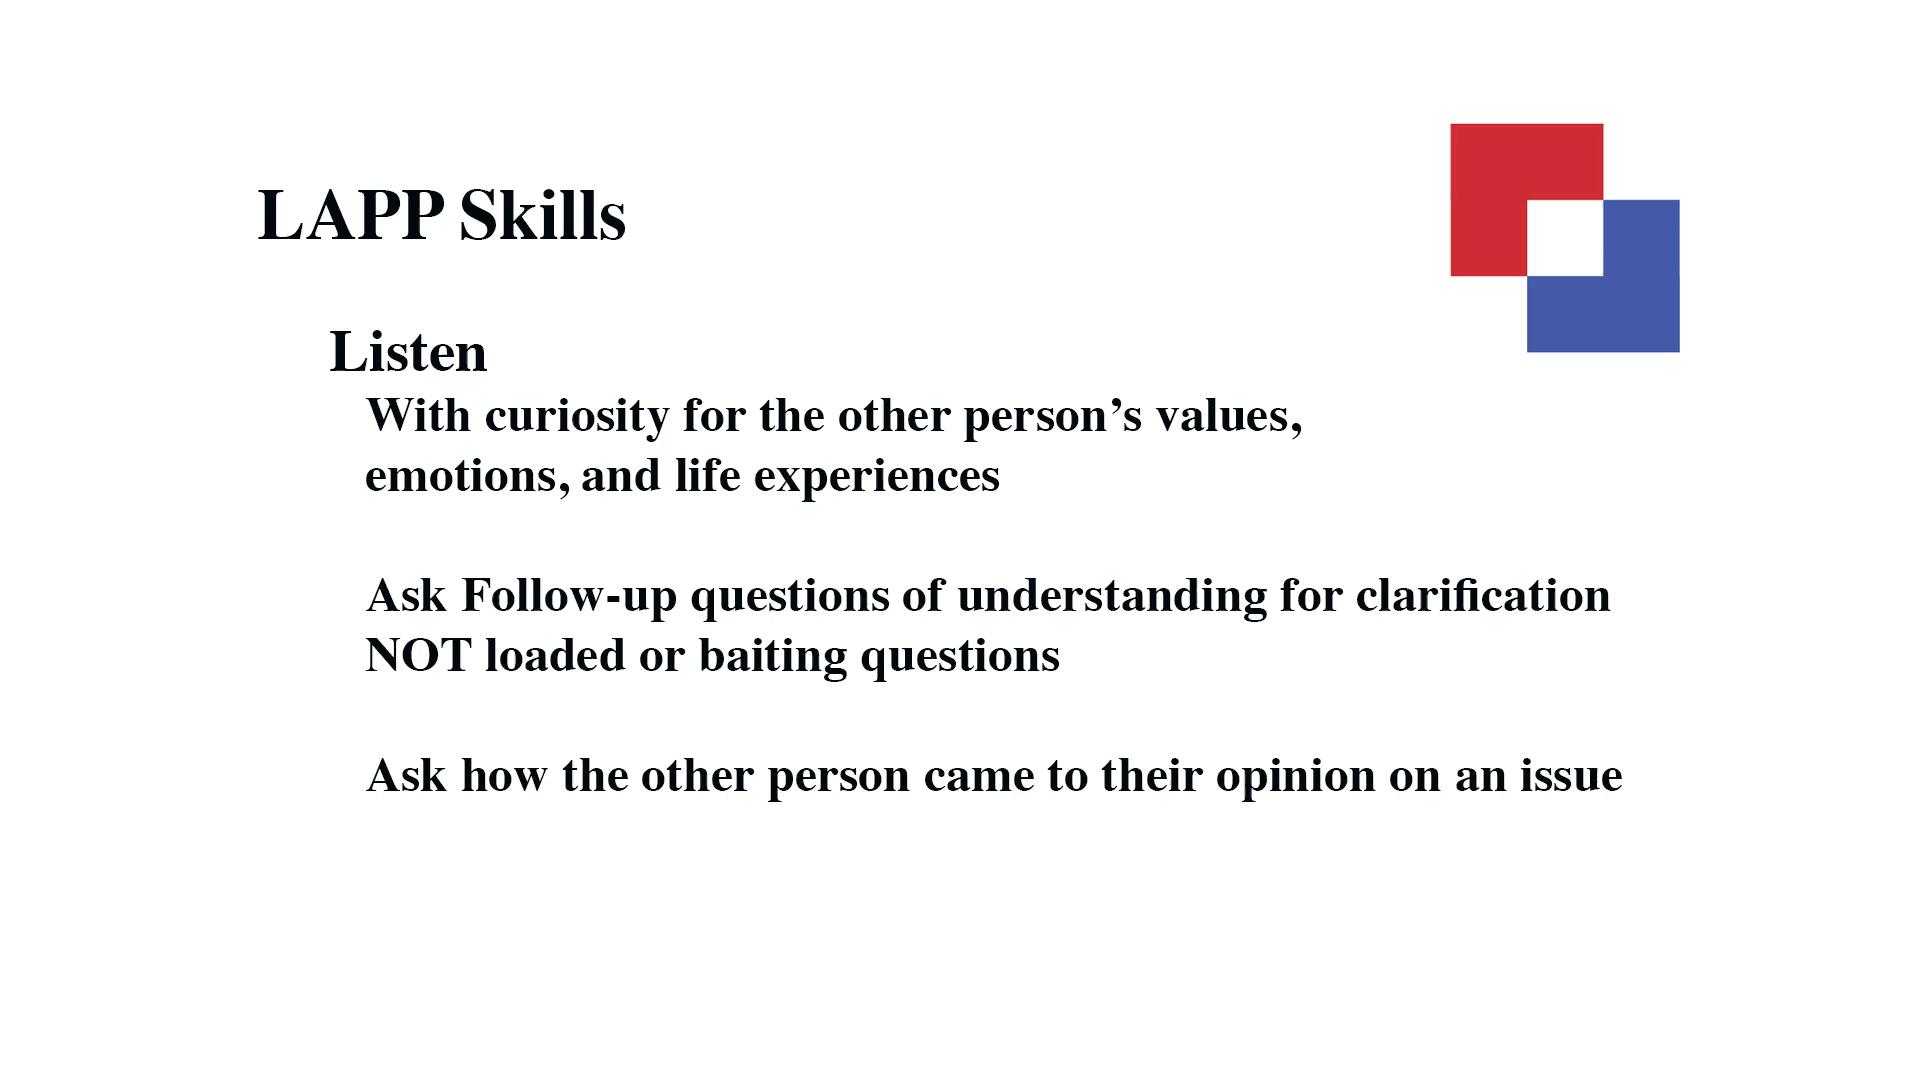 LAPP Skills
Listen
With curiosity for the other person’s values,
emotions, and life experiences
Ask Follow-up questions of understanding for clarification
NOT loaded or baiting questions
Ask how the other person came to their opinion on an issue